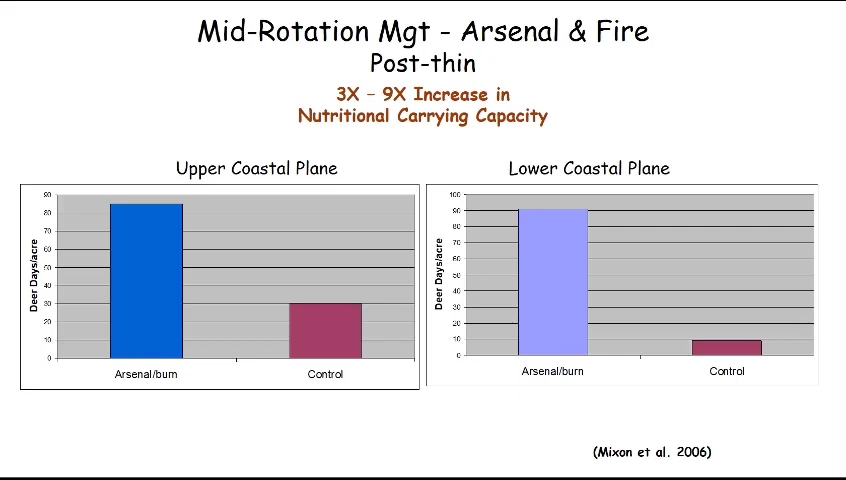 Mid-Rotation Mgt - Arsenal & Fire
Post-thin
3X – 9X Increase in
Nutritional Carrying Capacity
Upper Coastal Plane
90
80
70
60
50
40
30
20
10
0
Deer Days/acre
Arsenal/burn
Control
Lower Coastal Plane
100
90
80
70
60
50
40
30
20
10
0
Deer Days/acre
Arsenal/burn
Control
(Mixon et al. 2006)